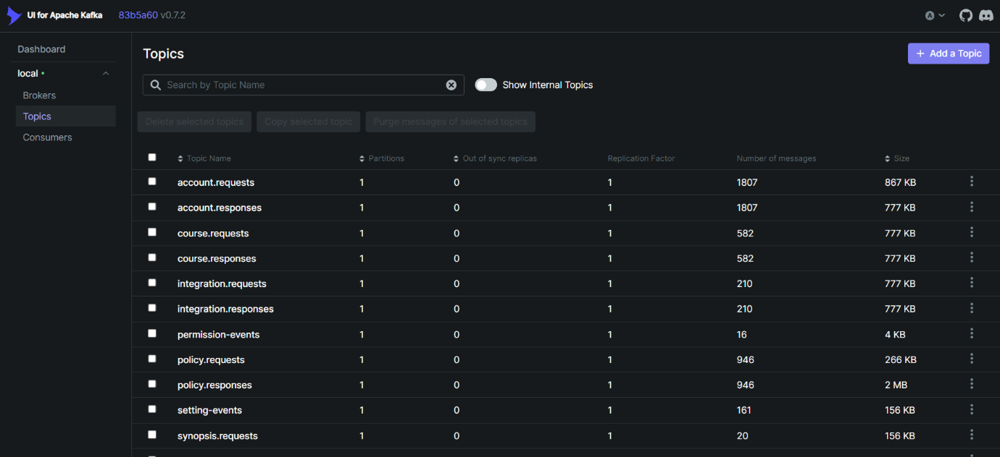 UI for Apache Kafka 83b5a60 v0.7.2 A
Dashboard
local
Brokers
Topics
Consumers
Topics
Add a Topic
Search by Topic Name
Show Internal Topics
Delete selected topics Copy selected topic Purge messages of selected topics
Topic Name Partitions Out of sync replicas Replication Factor Number of messages Size
account.requests 1 0 1 1807 867 KB
account.responses 1 0 1 1807 777 KB
course.requests 1 0 1 582 777 KB
course.responses 1 0 1 582 777 KB
integration.requests 1 0 1 210 777 KB
integration.responses 1 0 1 210 777 KB
permission-events 1 0 1 16 4 KB
policy.requests 1 0 1 946 266 KB
policy.responses 1 0 1 946 2 MB
setting-events 1 0 1 161 156 KB
synopsis.requests 1 0 1 20 156 KB